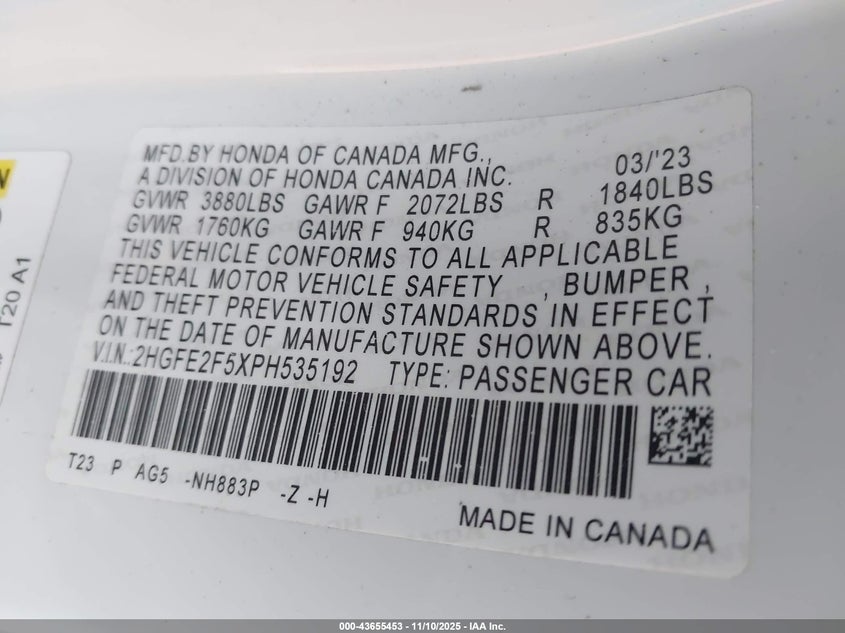 MFD.BY HONDA OF CANADA MFG., 03/'23
A DIVISION OF HONDA CANADA INC.
GVWR 3880LBS GAWR F 2072LBS R 1840LBS
GVWR 1760KG GAWR F 940KG R 835KG
THIS VEHICLE CONFORMS TO ALL APPLICABLE
FEDERAL MOTOR VEHICLE SAFETY , BUMPER ,
AND THEFT PREVENTION STANDARDS IN EFFECT
ON THE DATE OF MANUFACTURE SHOWN ABOVE.
V.I.N.:2HGFE2F5XPH535192 TYPE: PASSENGER CAR
T23 P AG5 -NH883P -Z -H
MADE IN CANADA
T20 A1
000-43655453 - 11/10/2025 - IAA Inc.